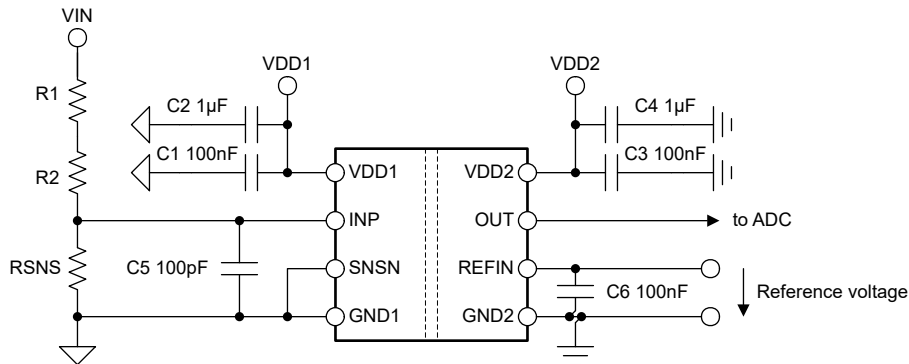 VIN
R1
R2
RSNS
VDD1
C2 1µF
C1 100nF
C5 100pF
VDD1
INP
SNSN
GND1
VDD2
OUT
REFIN
GND2
VDD2
C4 1µF
C3 100nF
to ADC
C6 100nF
Reference voltage